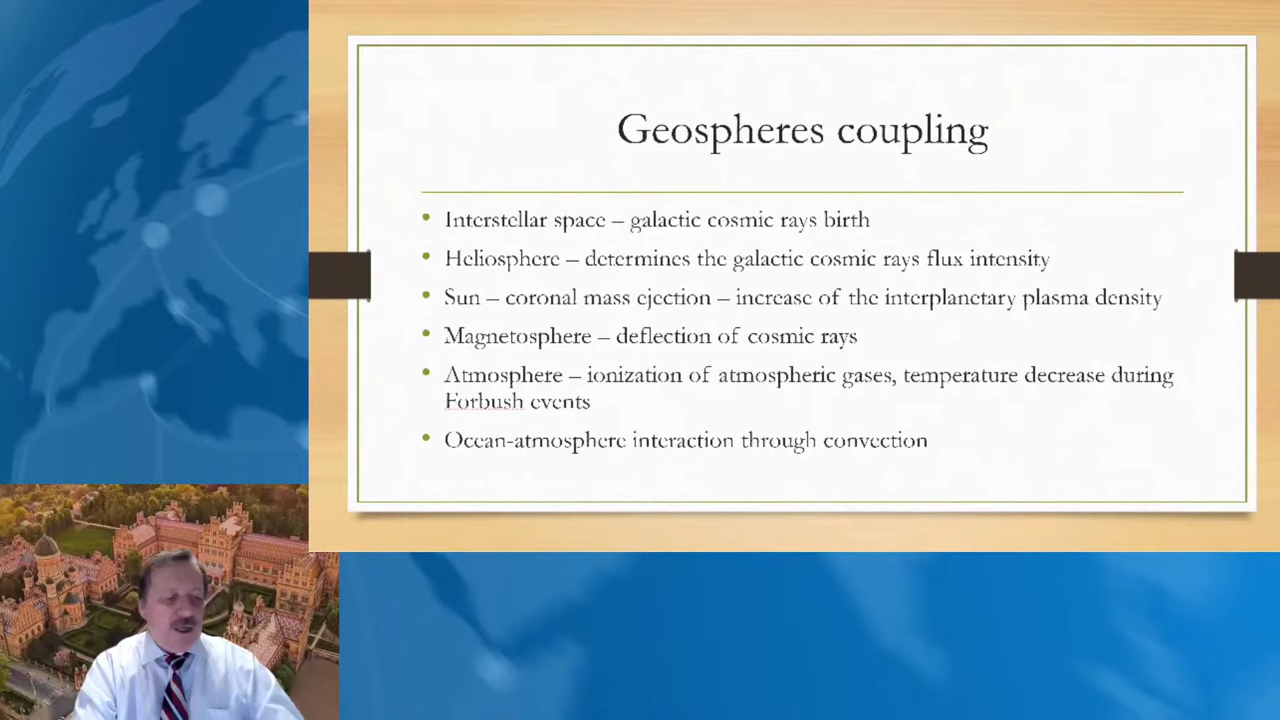 Geospheres coupling
• Interstellar space – galactic cosmic rays birth
• Heliosphere – determines the galactic cosmic rays flux intensity
• Sun – coronal mass ejection – increase of the interplanetary plasma density
• Magnetosphere – deflection of cosmic rays
• Atmosphere – ionization of atmospheric gases, temperature decrease during
Forbush events
• Ocean-atmosphere interaction through convection